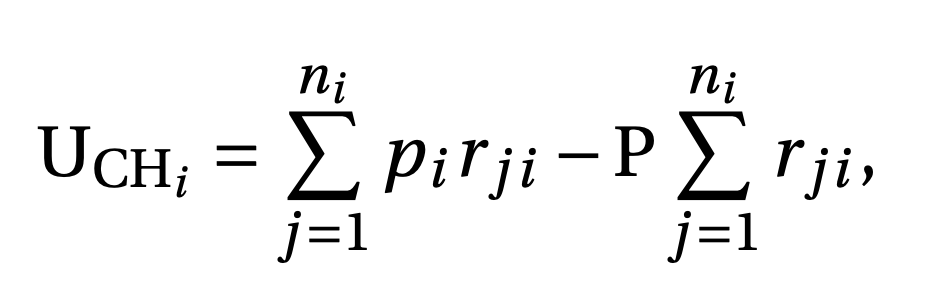 U_{CH_i} = \sum_{j=1}^{n_i} p_i r_{ji} − P \sum_{j=1}^{n_i} r_{ji},